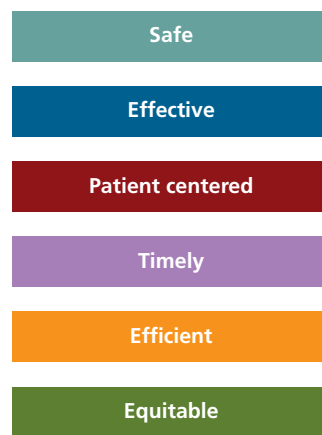 Safe
Effective
Patient centered
Timely
Efficient
Equitable